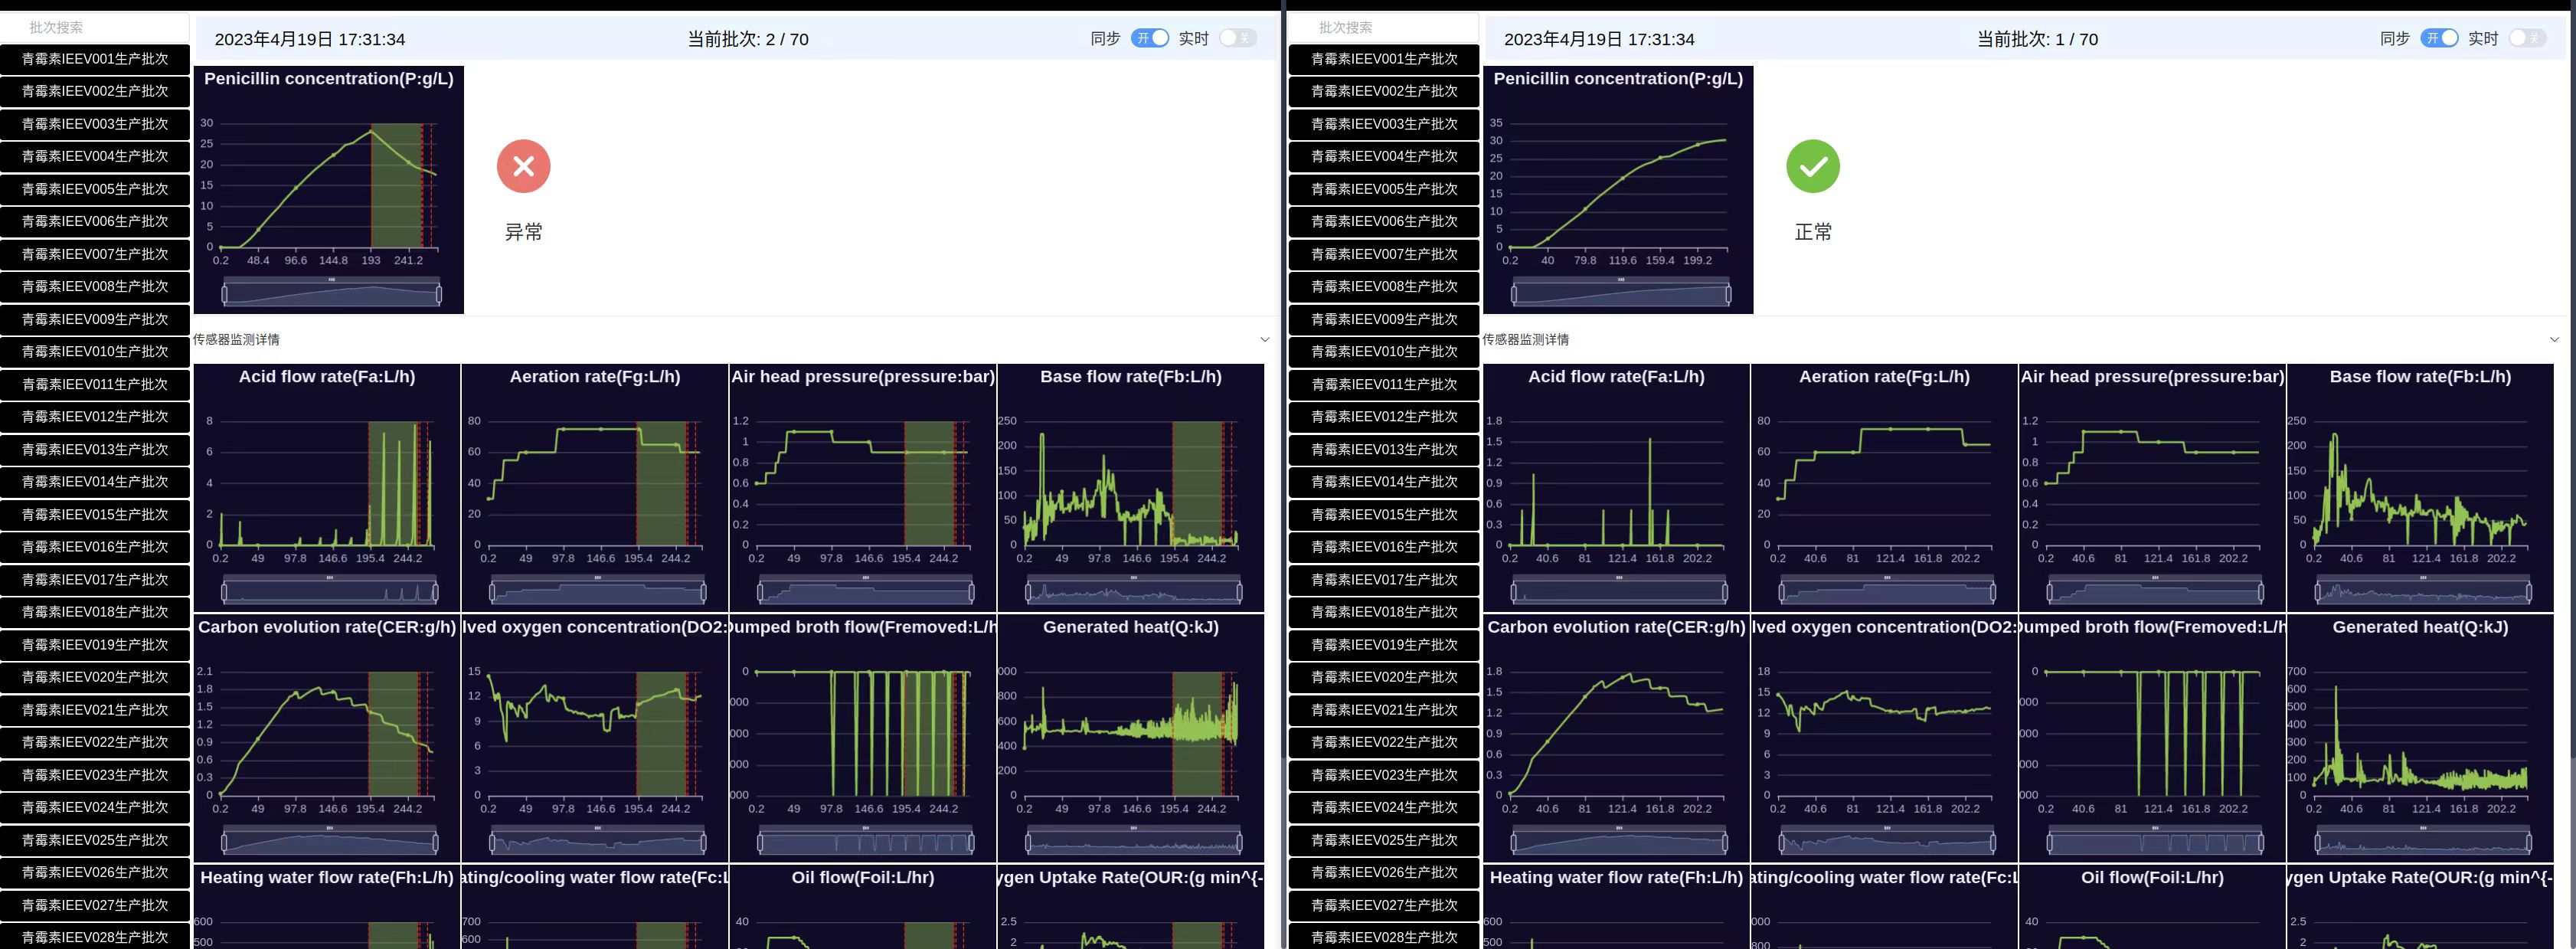 批次搜索
青霉素IEEV001生产批次
青霉素IEEV002生产批次
青霉素IEEV003生产批次
青霉素IEEV004生产批次
青霉素IEEV005生产批次
青霉素IEEV006生产批次
青霉素IEEV007生产批次
青霉素IEEV008生产批次
青霉素IEEV009生产批次
青霉素IEEV010生产批次
青霉素IEEV011生产批次
青霉素IEEV012生产批次
青霉素IEEV013生产批次
青霉素IEEV014生产批次
青霉素IEEV015生产批次
青霉素IEEV016生产批次
青霉素IEEV017生产批次
青霉素IEEV018生产批次
青霉素IEEV019生产批次
青霉素IEEV020生产批次
青霉素IEEV021生产批次
青霉素IEEV022生产批次
青霉素IEEV023生产批次
青霉素IEEV024生产批次
青霉素IEEV025生产批次
青霉素IEEV026生产批次
青霉素IEEV027生产批次
青霉素IEEV028生产批次
2023年4月19日 17:31:34 当前批次: 2 / 70 同步 开 实时 关
Penicillin concentration(P:g/L)
30
25
20
15
10
5
0
0.2 48.4 96.6 144.8 193 241.2
异常
传感器监测详情
Acid flow rate(Fa:L/h)
8
6
4
2
0
0.2 49 97.8 146.6 195.4 244.2
Aeration rate(Fg:L/h)
80
60
40
20
0
0.2 49 97.8 146.6 195.4 244.2
Air head pressure(pressure:bar)
1.2
1
0.8
0.6
0.4
0.2
0
0.2 49 97.8 146.6 195.4 244.2
Base flow rate(Fb:L/h)
250
200
150
100
50
0
0.2 49 97.8 146.6 195.4 244.2
Carbon evolution rate(CER:g/h)
2.1
1.8
1.5
1.2
0.9
0.6
0.3
0
0.2 49 97.8 146.6 195.4 244.2
lved oxygen concentration(DO2:
15
12
9
6
3
0
0.2 49 97.8 146.6 195.4 244.2
umped broth flow(Fremoved:L/h
0
000
000
000
000
0.2 49 97.8 146.6 195.4 244.2
Generated heat(Q:kJ)
000
800
600
400
200
0
0.2 49 97.8 146.6 195.4 244.2
Heating water flow rate(Fh:L/h)
600
500
ating/cooling water flow rate(Fc:L
700
600
Oil flow(Foil:L/hr)
40
ygen Uptake Rate(OUR:(g min^{-
2.5
2
批次搜索
青霉素IEEV001生产批次
青霉素IEEV002生产批次
青霉素IEEV003生产批次
青霉素IEEV004生产批次
青霉素IEEV005生产批次
青霉素IEEV006生产批次
青霉素IEEV007生产批次
青霉素IEEV008生产批次
青霉素IEEV009生产批次
青霉素IEEV010生产批次
青霉素IEEV011生产批次
青霉素IEEV012生产批次
青霉素IEEV013生产批次
青霉素IEEV014生产批次
青霉素IEEV015生产批次
青霉素IEEV016生产批次
青霉素IEEV017生产批次
青霉素IEEV018生产批次
青霉素IEEV019生产批次
青霉素IEEV020生产批次
青霉素IEEV021生产批次
青霉素IEEV022生产批次
青霉素IEEV023生产批次
青霉素IEEV024生产批次
青霉素IEEV025生产批次
青霉素IEEV026生产批次
青霉素IEEV027生产批次
青霉素IEEV028生产批次
2023年4月19日 17:31:34 当前批次: 1 / 70 同步 开 实时 关
Penicillin concentration(P:g/L)
35
30
25
20
15
10
5
0
0.2 40 79.8 119.6 159.4 199.2
正常
传感器监测详情
Acid flow rate(Fa:L/h)
1.8
1.5
1.2
0.9
0.6
0.3
0
0.2 40.6 81 121.4 161.8 202.2
Aeration rate(Fg:L/h)
80
60
40
20
0
0.2 40.6 81 121.4 161.8 202.2
Air head pressure(pressure:bar)
1.2
1
0.8
0.6
0.4
0.2
0
0.2 40.6 81 121.4 161.8 202.2
Base flow rate(Fb:L/h)
250
200
150
100
50
0
0.2 40.6 81 121.4 161.8 202.2
Carbon evolution rate(CER:g/h)
1.8
1.5
1.2
0.9
0.6
0.3
0
0.2 40.6 81 121.4 161.8 202.2
lved oxygen concentration(DO2:
18
15
12
9
6
3
0
0.2 40.6 81 121.4 161.8 202.2
umped broth flow(Fremoved:L/h
0
000
000
000
000
0.2 40.6 81 121.4 161.8 202.2
Generated heat(Q:kJ)
700
600
500
400
300
200
100
0
0.2 40.6 81 121.4 161.8 202.2
Heating water flow rate(Fh:L/h)
600
500
ating/cooling water flow rate(Fc:L
000
800
Oil flow(Foil:L/hr)
40
ygen Uptake Rate(OUR:(g min^{-
2.5
2